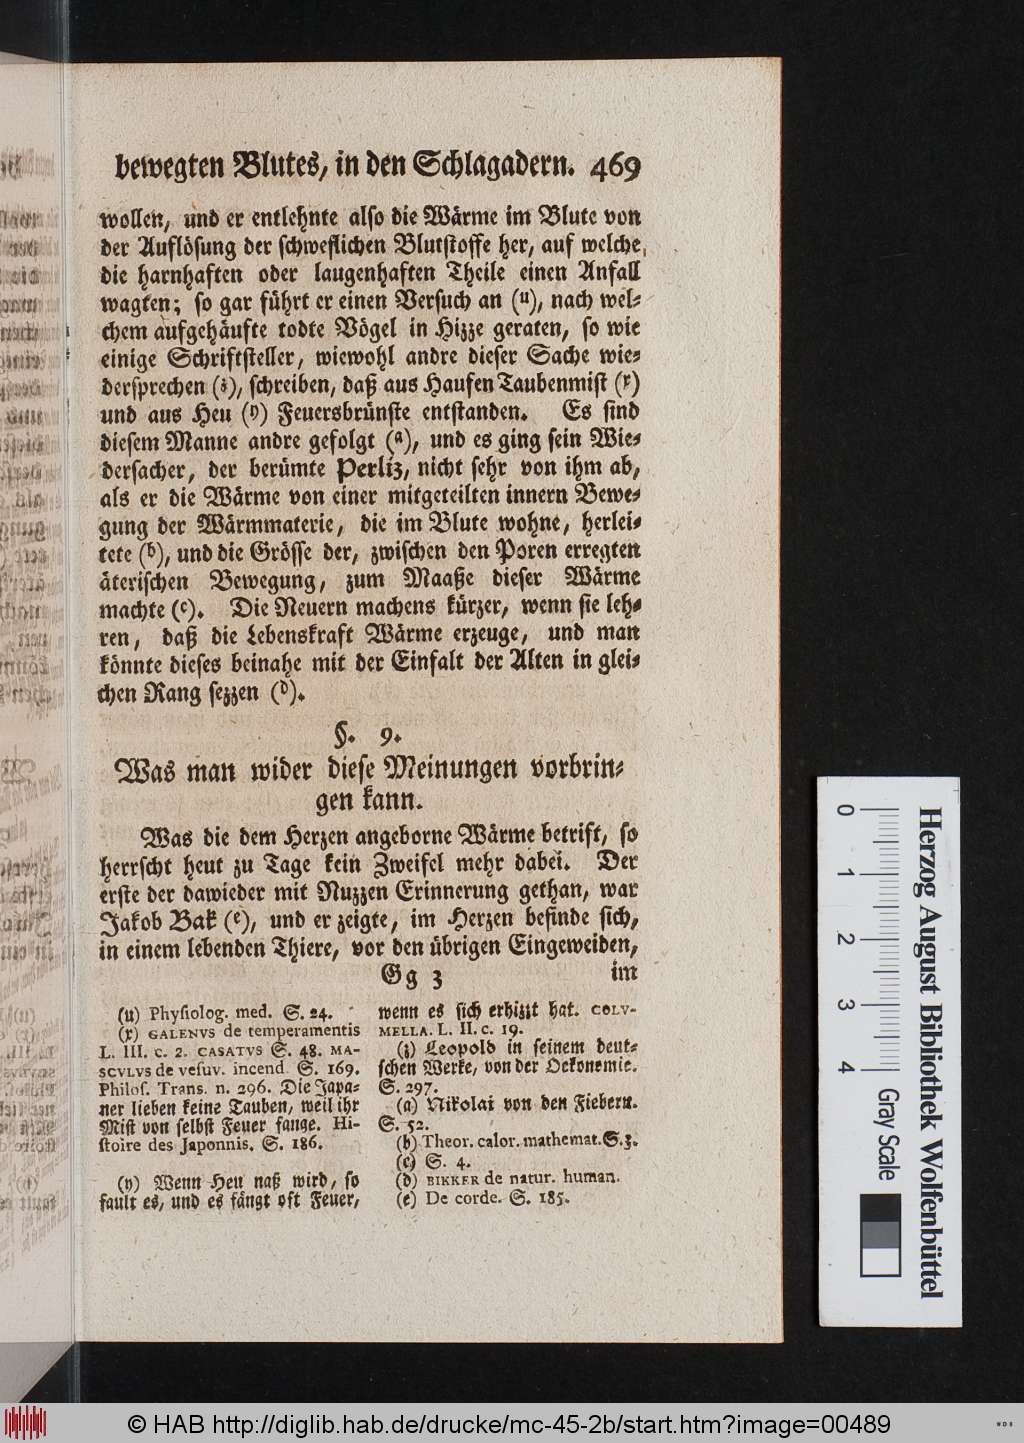 bewegten Blutes, in den Schlagadern. 469
wollen, und er entlehnte also die Wärme im Blute von
der Auflösung der schweflichen Blutstoffe her, auf welche
die harnhaften oder laugenhaften Theile einen Anfall
wagten; so gar führt er einen Versuch an (u), nach wel-
chem aufgehäufte todte Vögel in Hizze geraten, so wie
einige Schriftsteller, wiewohl andre dieser Sache wie-
dersprechen (z), schreiben, daß aus Haufen Taubenmist (x)
und aus Heu (y) Feuersbrünste entstanden. Es sind
diesem Manne andre gefolgt (a), und es ging sein Wie-
dersacher, der berümte Perliz, nicht sehr von ihm ab,
als er die Wärme von einer mitgeteilten innern Bewe-
gung der Wärmmaterie, die im Blute wohne, herlei-
tete (b), und die Grösse der, zwischen den Poren erregten
äterischen Bewegung, zum Maaße dieser Wärme
machte (c). Die Neuern machens kürzer, wenn sie leh-
ren, daß die Lebenskraft Wärme erzeuge, und man
könnte dieses beinahe mit der Einfalt der Alten in glei-
chen Rang sezzen (d).
§. 9.
Was man wider diese Meinungen vorbrin-
gen kann.
Was die dem Herzen angeborne Wärme betrift, so
herrscht heut zu Tage kein Zweifel mehr dabei. Der
erste der dawieder mit Nuzzen Erinnerung gethan, war
Jakob Bak (e), und er zeigte, im Herzen befinde sich,
in einem lebenden Thiere, vor den übrigen Eingeweiden,
Gg 3 im
(u) Physiolog. med. S. 24.
(x) GALENVS de temperamentis
L. III. c. 2. CASATVS S. 48. MA-
SCVLVS de vesuv. incend. S. 169.
Philos. Trans. n. 296. Die Japa-
ner lieben keine Tauben, weil ihr
Mist von selbst Feuer fange. Hi-
stoire des Japonnis. S. 186.
(y) Wenn Heu naß wird, so
fault es, und es fängt oft Feuer,
wenn es sich erhizzt hat. COLV-
MELLA. L. II. c. 19.
(z) Leopold in seinem deut-
schen Werke, von der Oekonomie.
S. 297.
(a) Nikolai von den Fiebern.
S. 52.
(b) Theor. calor. mathemat. S. 3.
(c) S. 4.
(d) BIKKER de natur. human.
(e) De corde. S. 185.
0 1 2 3 4
Gray Scale
Herzog August Bibliothek Wolfenbüttel
© HAB http://diglib.hab.de/drucke/mc-45-2b/start.htm?image=00489